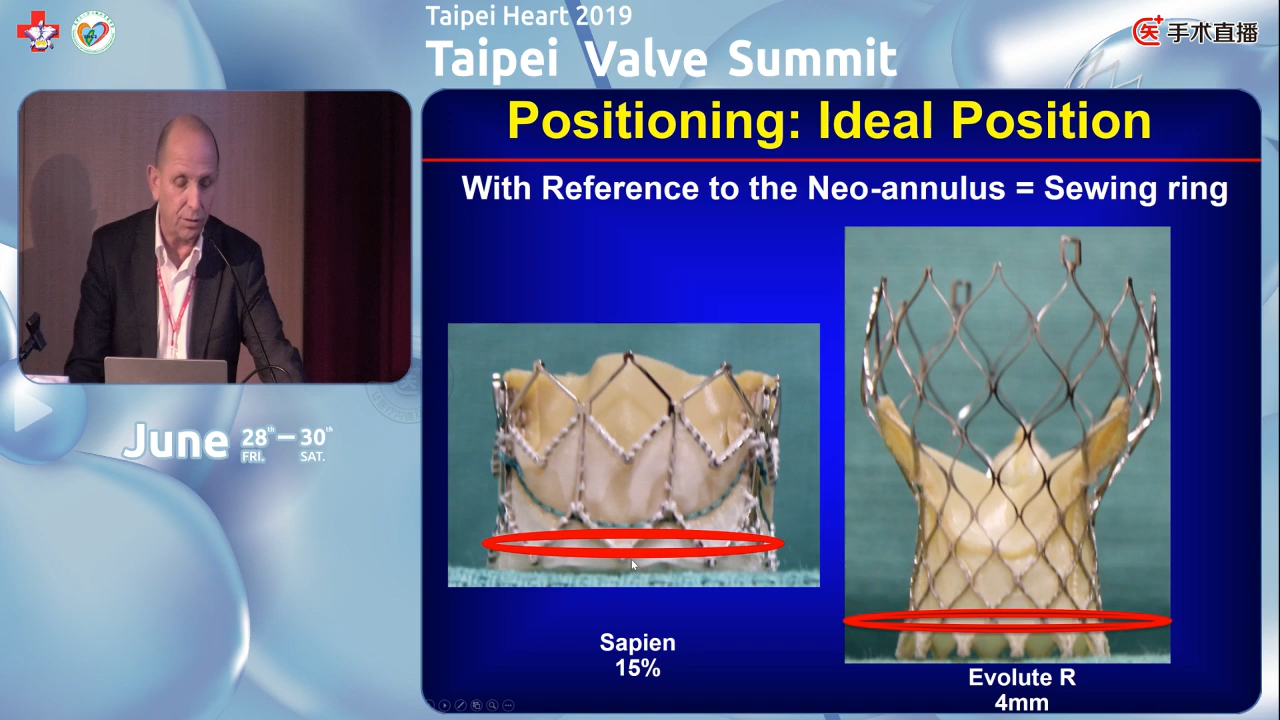 Taipei Heart 2019
Taipei Valve Summit
手术直播
Positioning: Ideal Position
With Reference to the Neo-annulus = Sewing ring
June 28th – 30th
FRI. SAT.
Sapien
15%
Evolute R
4mm